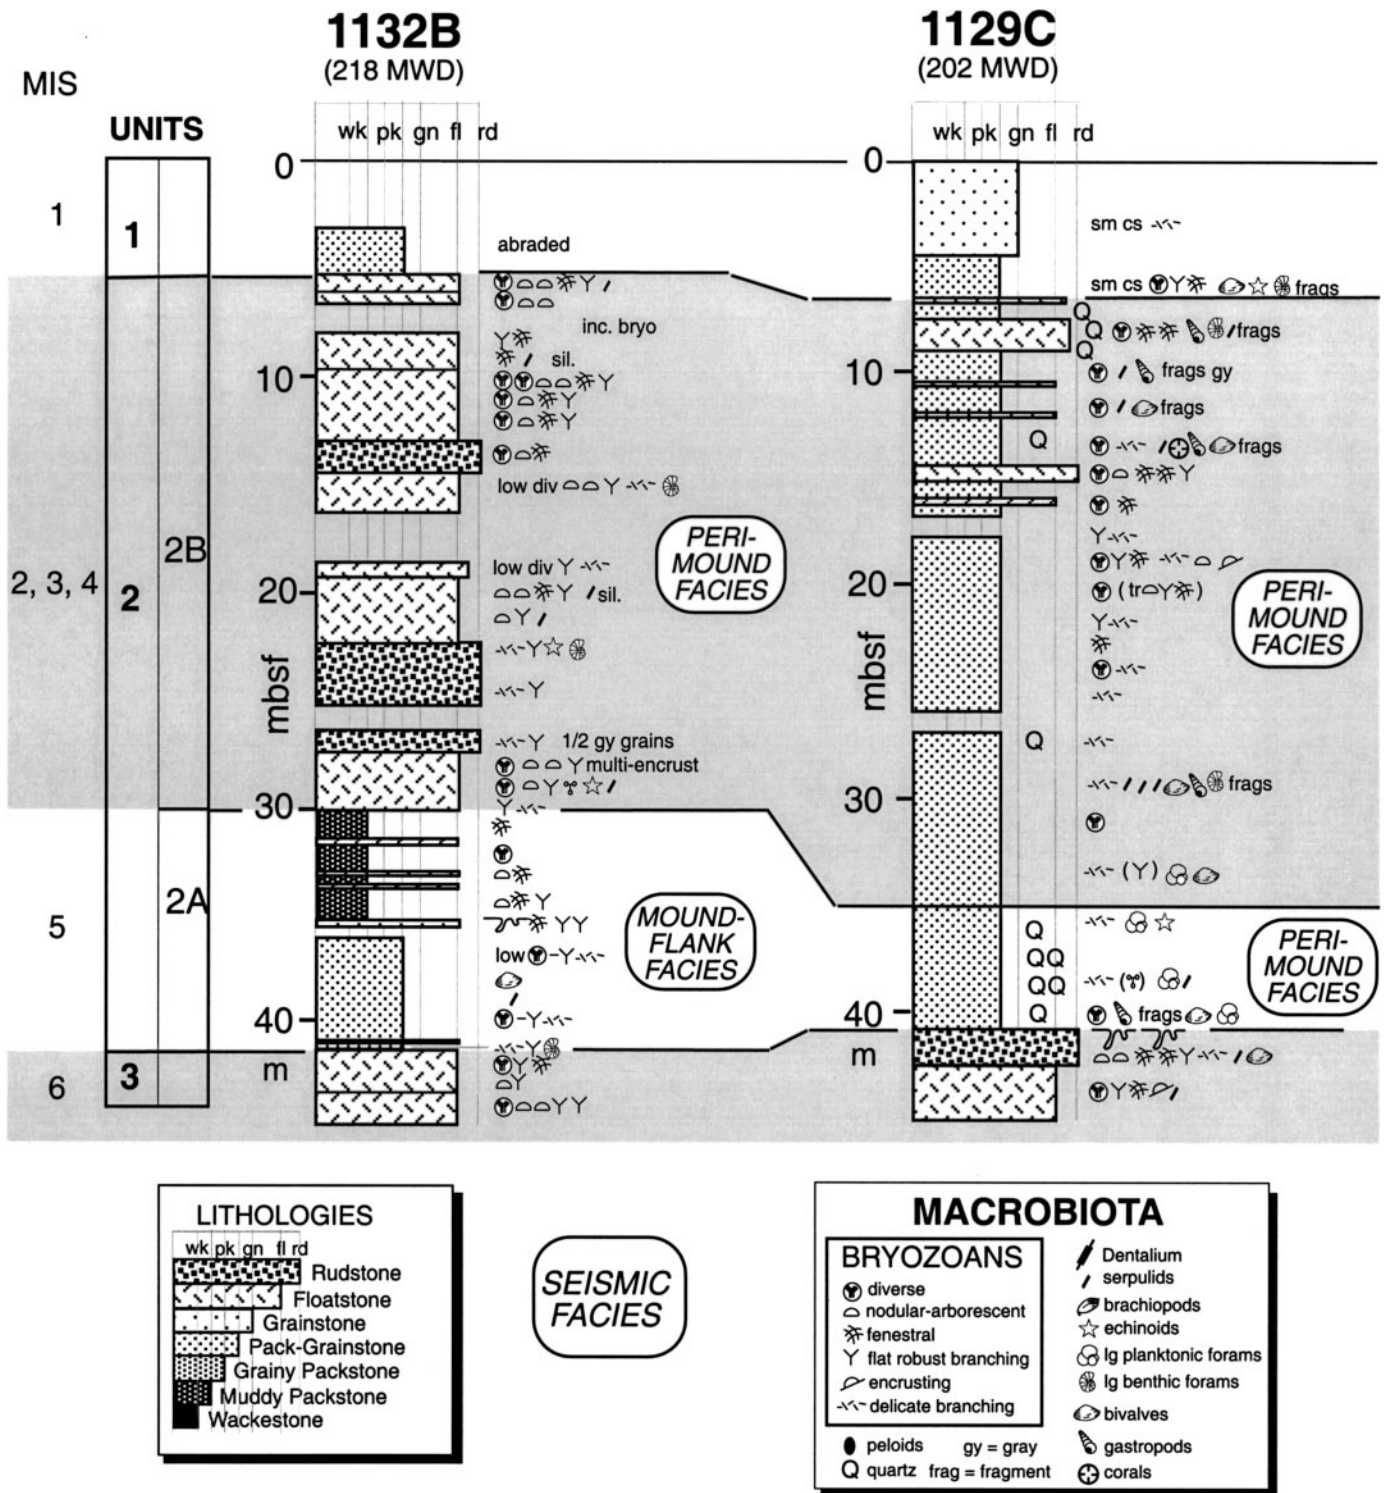 1132B
(218 MWD)
1129C
(202 MWD)
MIS
UNITS
wk pk gn fl rd
wk pk gn fl rd
0
0
1
1
abraded
sm cs
sm cs frags
inc. bryo
Q
Q frags
Q
sil.
10
10
frags gy
frags
Q frags
low div
2B
PERI-
MOUND
FACIES
2, 3, 4
2
low div
20
sil.
20
(tr )
PERI-
MOUND
FACIES
mbsf
mbsf
1/2 gy grains
Q
multi-encrust
frags
30
30
(Y)
2A
5
MOUND-
FLANK
FACIES
low
Q
QQ
QQ
Q
PERI-
MOUND
FACIES
40
40
frags
m
m
6
3
LITHOLOGIES
wk pk gn fl rd
Rudstone
Floatstone
Grainstone
Pack-Grainstone
Grainy Packstone
Muddy Packstone
Wackestone
SEISMIC
FACIES
MACROBIOTA
BRYOZOANS
diverse
nodular-arborescent
fenestral
flat robust branching
encrusting
delicate branching
peloids gy = gray
Q quartz frag = fragment
Dentalium
serpulids
brachiopods
echinoids
lg planktonic forams
lg benthic forams
bivalves
gastropods
corals